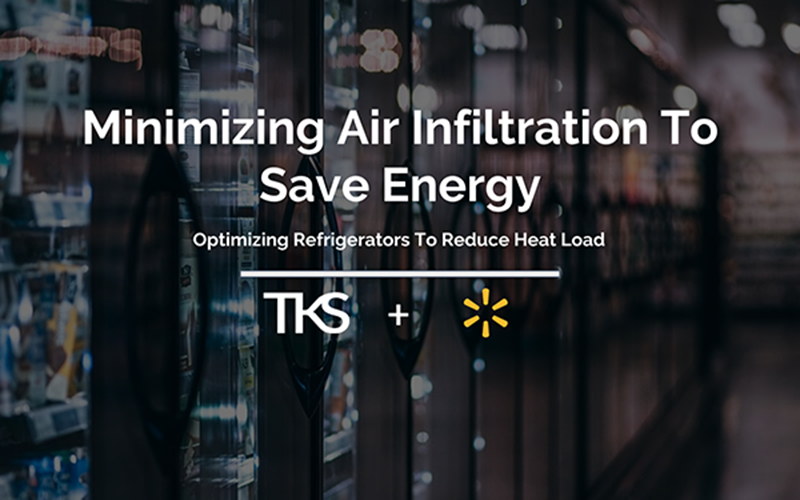 Minimizing Air Infiltration To
Save Energy
Optimizing Refrigerators To Reduce Heat Load
TKS +